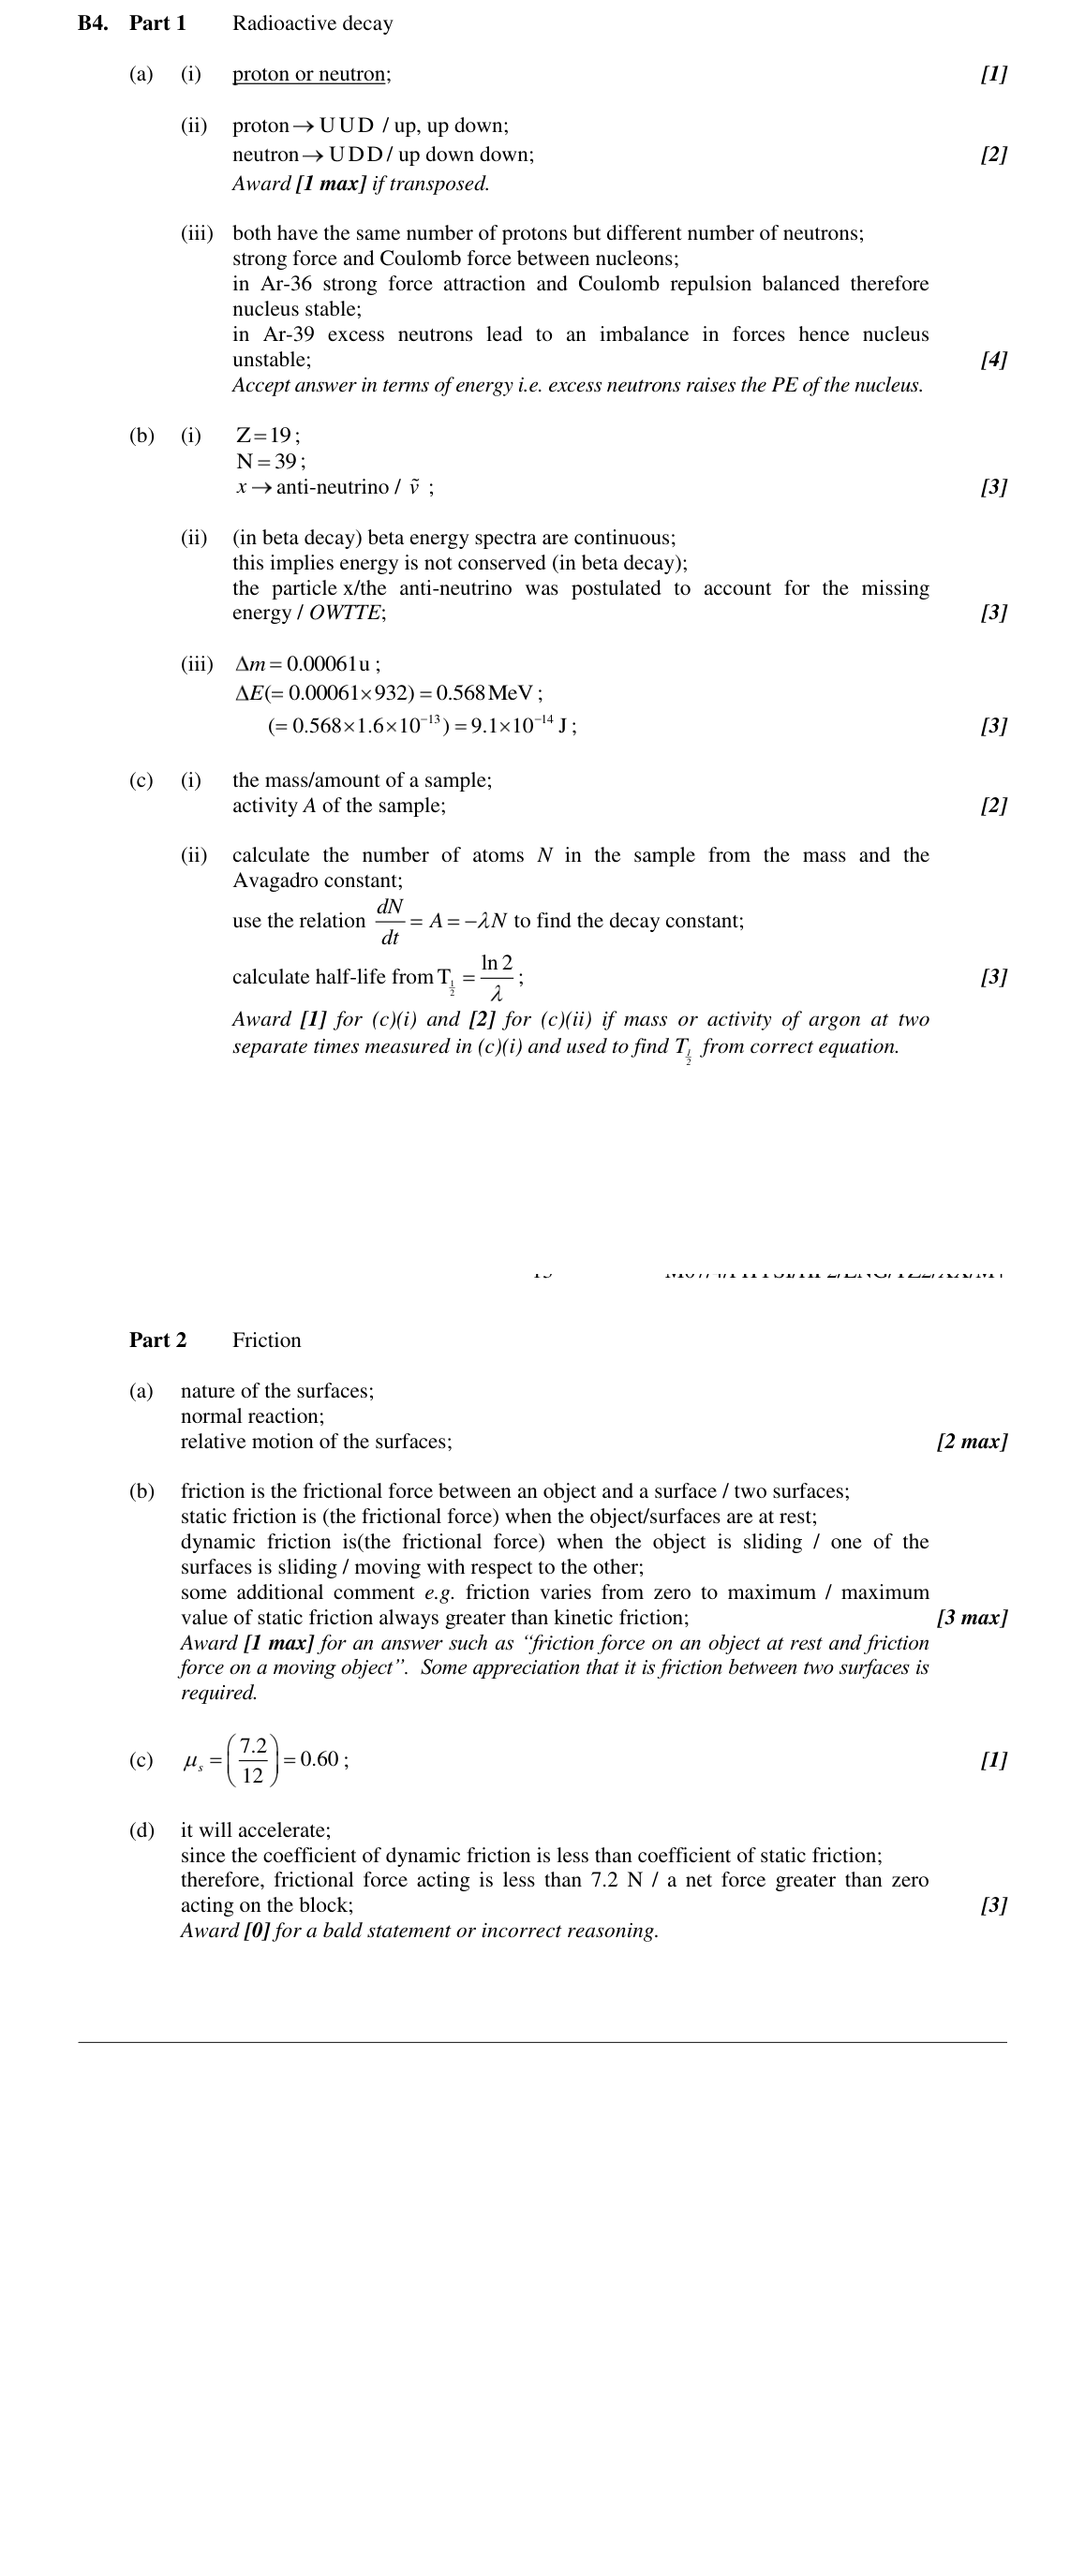 B4. Part 1 Radioactive decay
(a) (i) proton or neutron; [1]
(ii) proton → U U D / up, up down;
neutron → U D D / up down down; [2]
Award [1 max] if transposed.
(iii) both have the same number of protons but different number of neutrons;
strong force and Coulomb force between nucleons;
in Ar-36 strong force attraction and Coulomb repulsion balanced therefore
nucleus stable;
in Ar-39 excess neutrons lead to an imbalance in forces hence nucleus
unstable; [4]
Accept answer in terms of energy i.e. excess neutrons raises the PE of the nucleus.
(b) (i) Z = 19 ;
N = 39 ;
x → anti-neutrino / ṽ ; [3]
(ii) (in beta decay) beta energy spectra are continuous;
this implies energy is not conserved (in beta decay);
the particle x/the anti-neutrino was postulated to account for the missing
energy / OWTTE; [3]
(iii) Δm = 0.00061u ;
ΔE(= 0.00061×932) = 0.568 MeV ;
(= 0.568×1.6×10⁻¹³) = 9.1×10⁻¹⁴ J ; [3]
(c) (i) the mass/amount of a sample;
activity A of the sample; [2]
(ii) calculate the number of atoms N in the sample from the mass and the
Avagadro constant;
use the relation dN/dt = A = −λN to find the decay constant;
calculate half-life from T½ = ln 2/λ ; [3]
Award [1] for (c)(i) and [2] for (c)(ii) if mass or activity of argon at two
separate times measured in (c)(i) and used to find T½ from correct equation.
Part 2 Friction
(a) nature of the surfaces;
normal reaction;
relative motion of the surfaces; [2 max]
(b) friction is the frictional force between an object and a surface / two surfaces;
static friction is (the frictional force) when the object/surfaces are at rest;
dynamic friction is(the frictional force) when the object is sliding / one of the
surfaces is sliding / moving with respect to the other;
some additional comment e.g. friction varies from zero to maximum / maximum
value of static friction always greater than kinetic friction; [3 max]
Award [1 max] for an answer such as “friction force on an object at rest and friction
force on a moving object”. Some appreciation that it is friction between two surfaces is
required.
(c) μₛ = (7.2/12) = 0.60 ; [1]
(d) it will accelerate;
since the coefficient of dynamic friction is less than coefficient of static friction;
therefore, frictional force acting is less than 7.2 N / a net force greater than zero
acting on the block; [3]
Award [0] for a bald statement or incorrect reasoning.